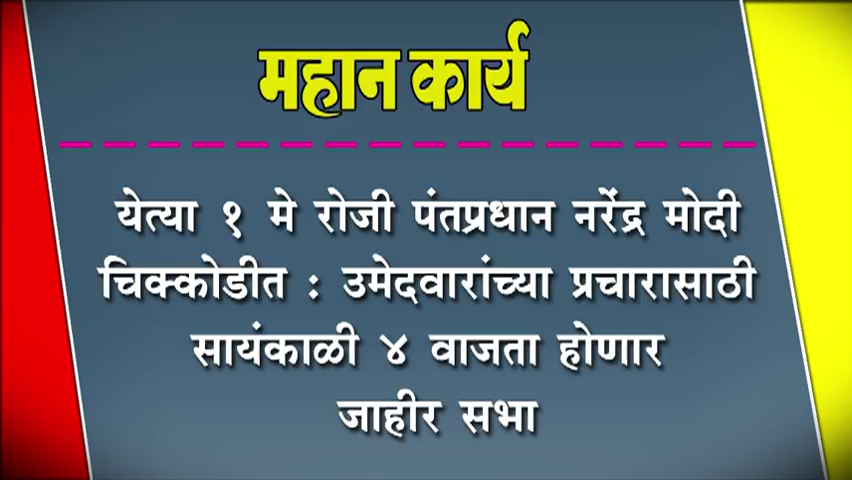 महान कार्य
येत्या १ मे रोजी पंतप्रधान नरेंद्र मोदी
चिक्कोडीत : उमेदवारांच्या प्रचारासाठी
सायंकाळी ४ वाजता होणार
जाहीर सभा